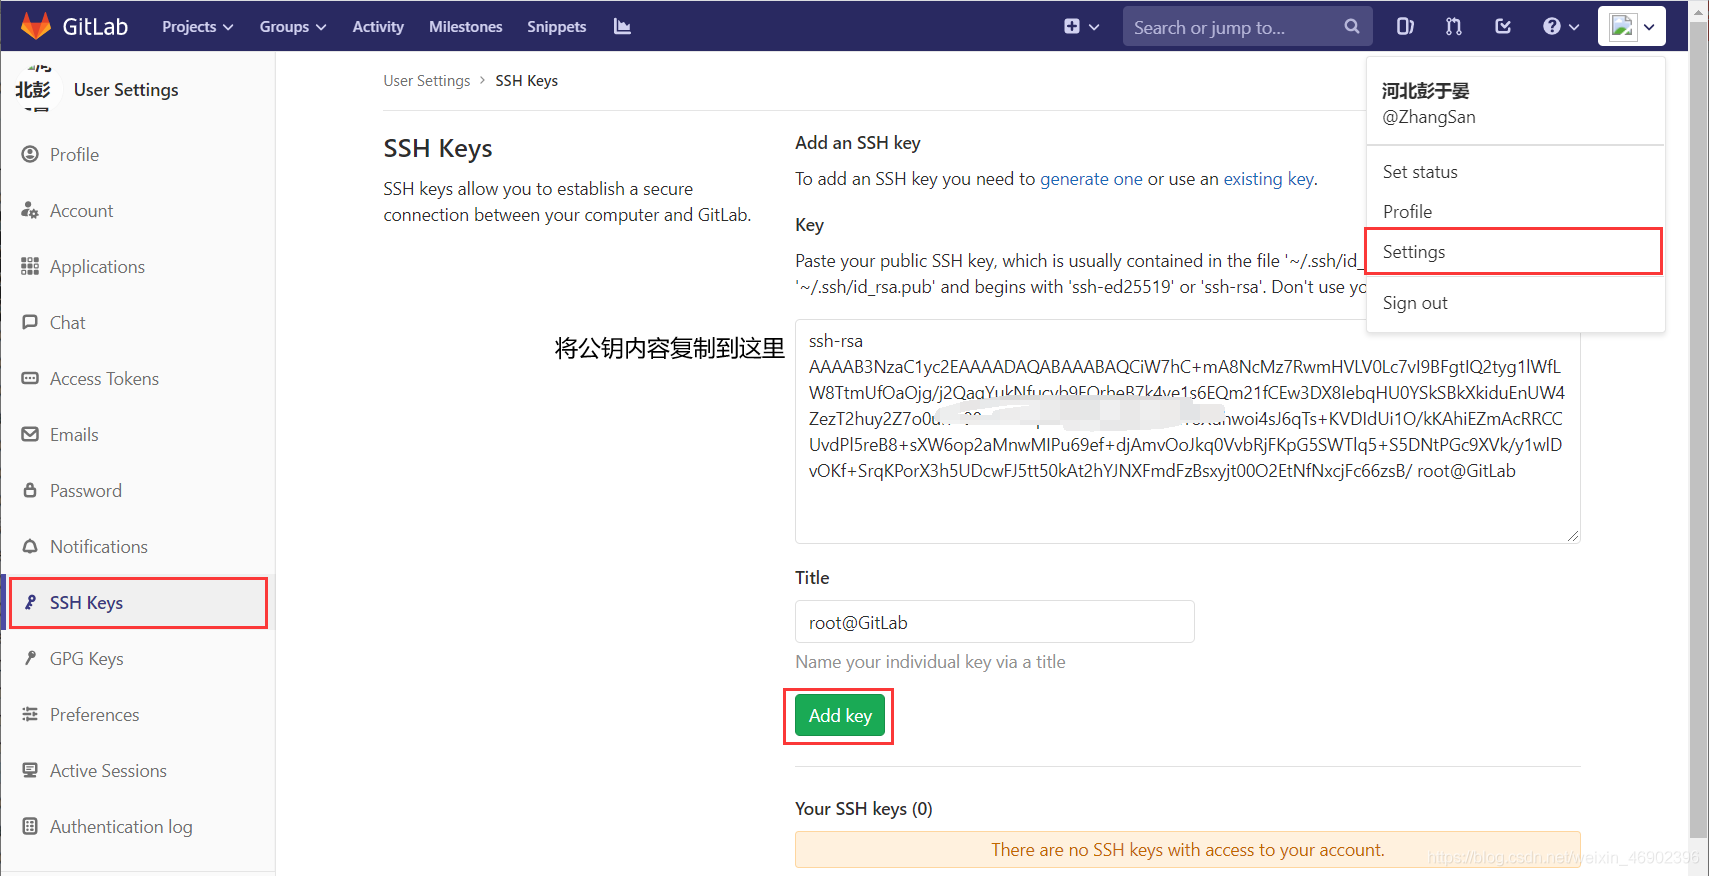 GitLab Projects Groups Activity Milestones Snippets Search or jump to...
北彭 User Settings
Profile
Account
Applications
Chat
Access Tokens
Emails
Password
Notifications
SSH Keys
GPG Keys
Preferences
Active Sessions
Authentication log
User Settings > SSH Keys
SSH Keys
SSH keys allow you to establish a secure
connection between your computer and GitLab.
Add an SSH key
To add an SSH key you need to generate one or use an existing key.
Key
Paste your public SSH key, which is usually contained in the file '~/.ssh/id_
'~/.ssh/id_rsa.pub' and begins with 'ssh-ed25519' or 'ssh-rsa'. Don't use yo
将公钥内容复制到这里
ssh-rsa
AAAAB3NzaC1yc2EAAAADAQABAAABAQCiW7hC+mA8NcMz7RwmHVLV0Lc7vI9BFgtIQ2tyg1lWfL
ZezT2huy2Z7o0u
UvdPl5reB8+sXW6op2aMnwMIPu69ef+djAmvOoJkq0VvbRjFKpG5SWTlq5+S5DNtPGc9XVk/y1wlD
vOKf+SrqKPorX3h5UDcwFJ5tt50kAt2hYJNXFmdFzBsxyjt00O2EtNfNxcjFc66zsB/ root@GitLab
Title
root@GitLab
Name your individual key via a title
Add key
Your SSH keys (0)
There are no SSH keys with access to your account.
河北彭于晏
@ZhangSan
Set status
Profile
Settings
Sign out
https://blog.csdn.net/weixin_46902396